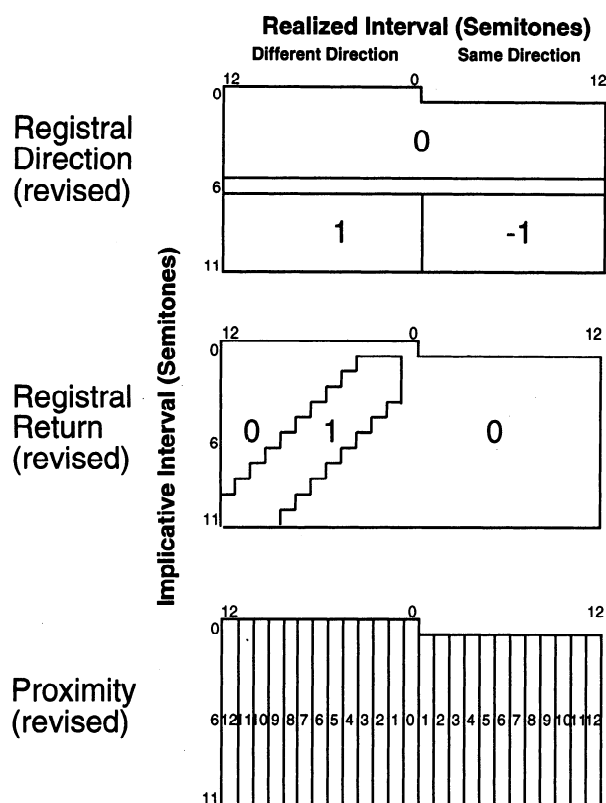 Realized Interval (Semitones)
Different Direction Same Direction
12 0 12
0
Registral
Direction
(revised)
0
6
1 -1
11
Implicative Interval (Semitones)
12 0 12
0
Registral
Return
(revised)
0 1 0
6
11
12 0 12
0
Proximity
(revised)
6 12 11 10 9 8 7 6 5 4 3 2 1 0 1 2 3 4 5 6 7 8 9 10 11 12
11